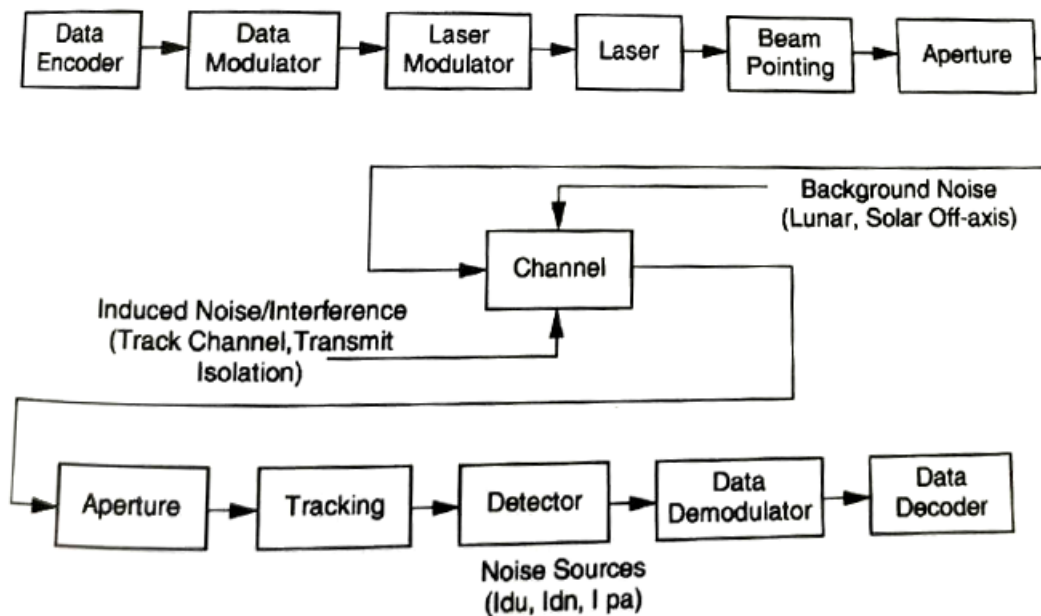 Data
Encoder
Data
Modulator
Laser
Modulator
Laser
Beam
Pointing
Aperture
Background Noise
(Lunar, Solar Off-axis)
Channel
Induced Noise/Interference
(Track Channel,Transmit
Isolation)
Aperture
Tracking
Detector
Data
Demodulator
Data
Decoder
Noise Sources
(Idu, Idn, I pa)